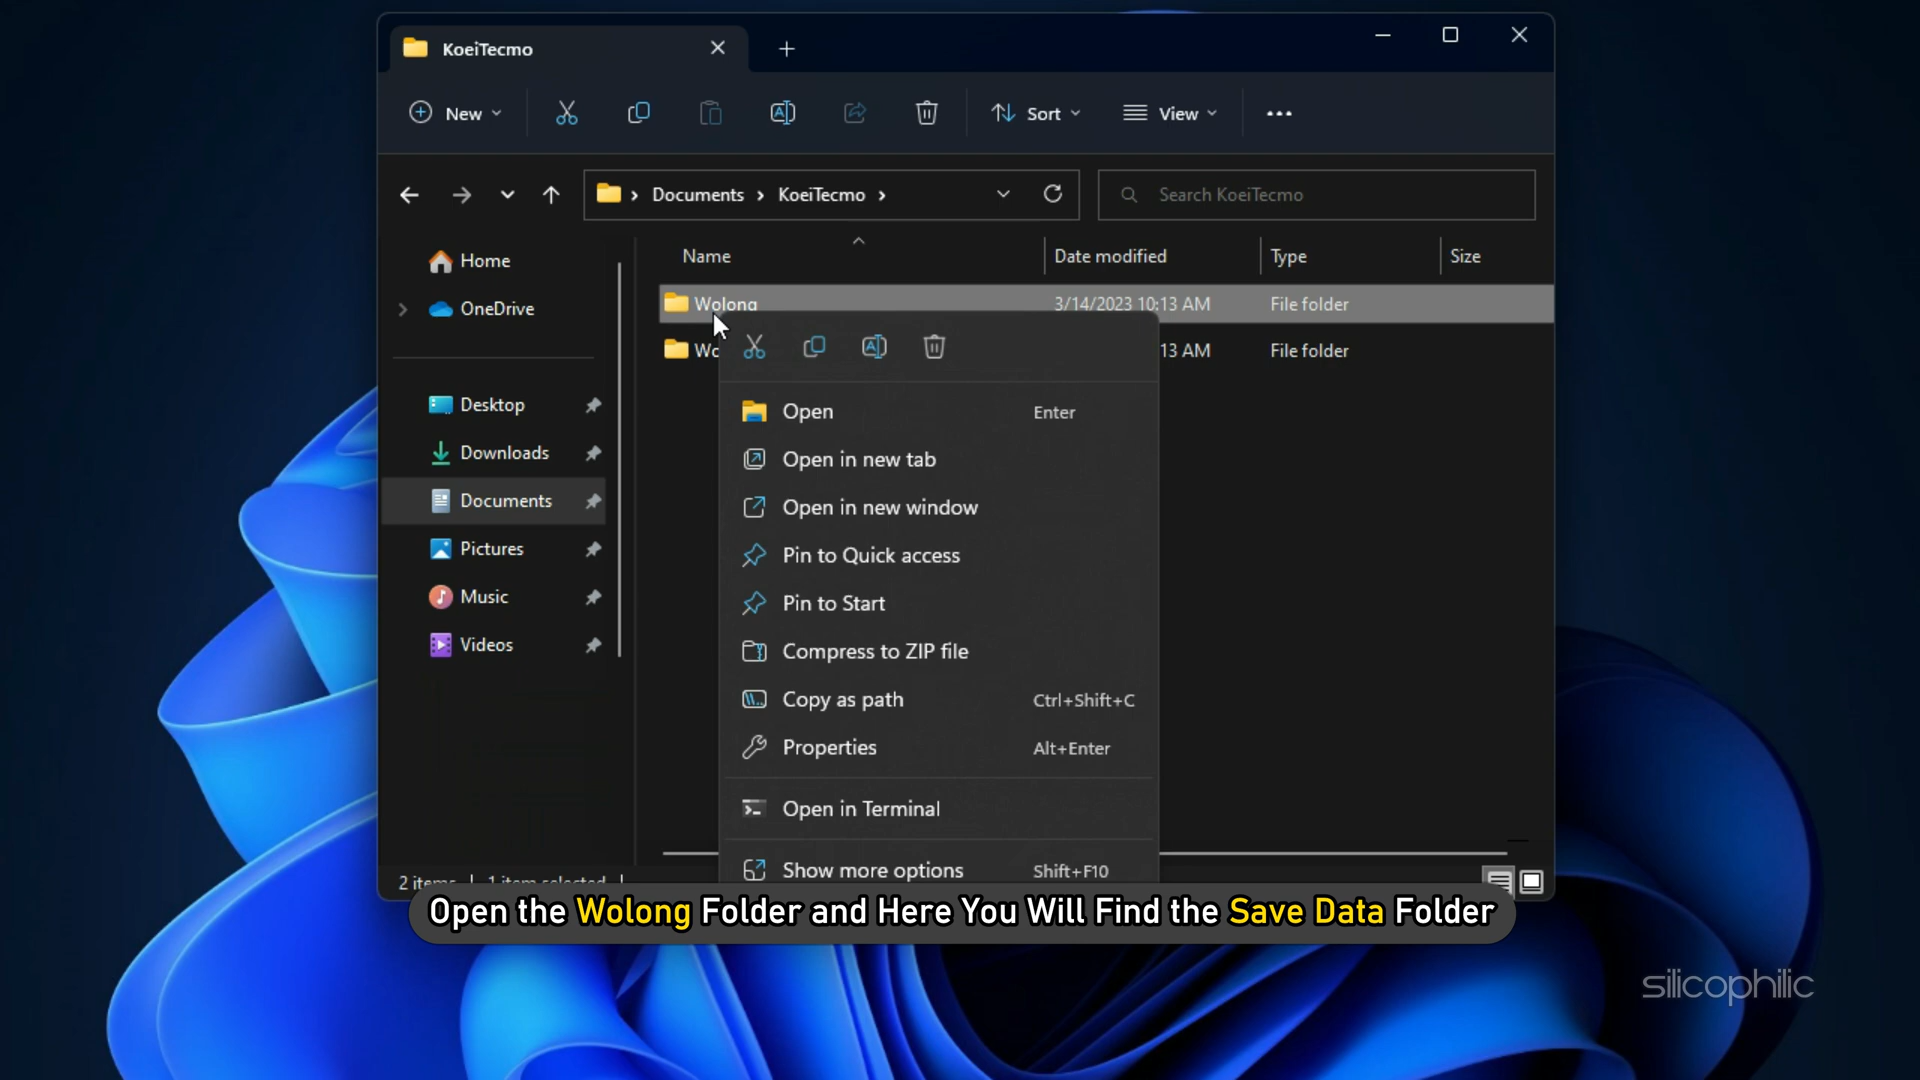 KoeiTecmo
New
Sort
View
Documents > KoeiTecmo >
Search KoeiTecmo
Name
Date modified
Type
Size
Home
OneDrive
Desktop
Downloads
Documents
Pictures
Music
Videos
Wolong
3/14/2023 10:13 AM
File folder
Wo
13 AM
File folder
Open
Enter
Open in new tab
Open in new window
Pin to Quick access
Pin to Start
Compress to ZIP file
Copy as path
Ctrl+Shift+C
Properties
Alt+Enter
Open in Terminal
Show more options
Shift+F10
2 items
1 item selected
Open the Wolong Folder and Here You Will Find the Save Data Folder
silicophilic